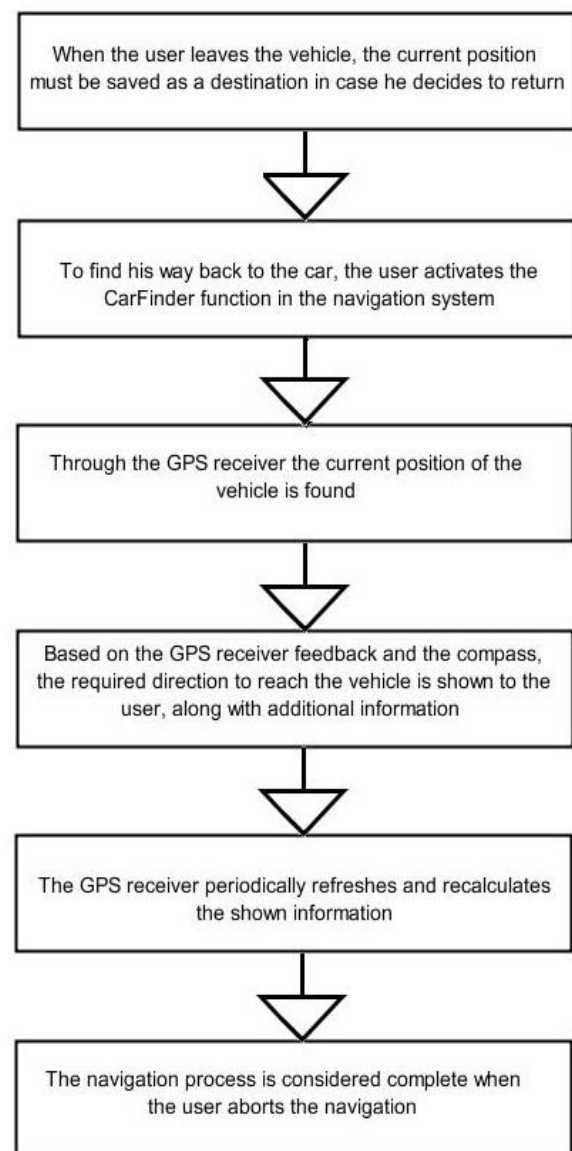 When the user leaves the vehicle, the current position
must be saved as a destination in case he decides to return
To find his way back to the car, the user activates the
CarFinder function in the navigation system
Through the GPS receiver the current position of the
vehicle is found
Based on the GPS receiver feedback and the compass,
the required direction to reach the vehicle is shown to the
user, along with additional information
The GPS receiver periodically refreshes and recalculates
the shown information
The navigation process is considered complete when
the user aborts the navigation